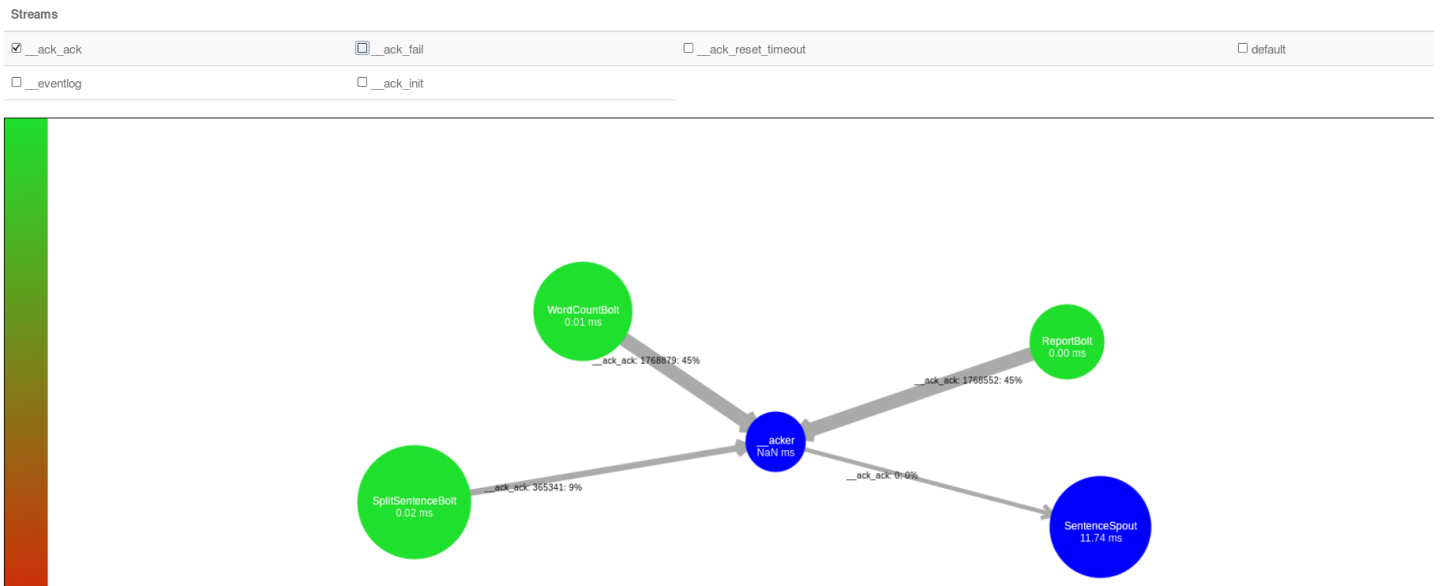 Streams
__ack_ack
__ack_fail
__ack_reset_timeout
default
__eventlog
__ack_init
WordCountBolt
0.01 ms
__ack_ack: 1768879: 45%
ReportBolt
0.00 ms
__ack_ack: 1768552: 45%
__acker
NaN ms
__ack_ack: 0: 0%
__ack_ack: 365341: 9%
SplitSentenceBolt
0.02 ms
SentenceSpout
11.74 ms